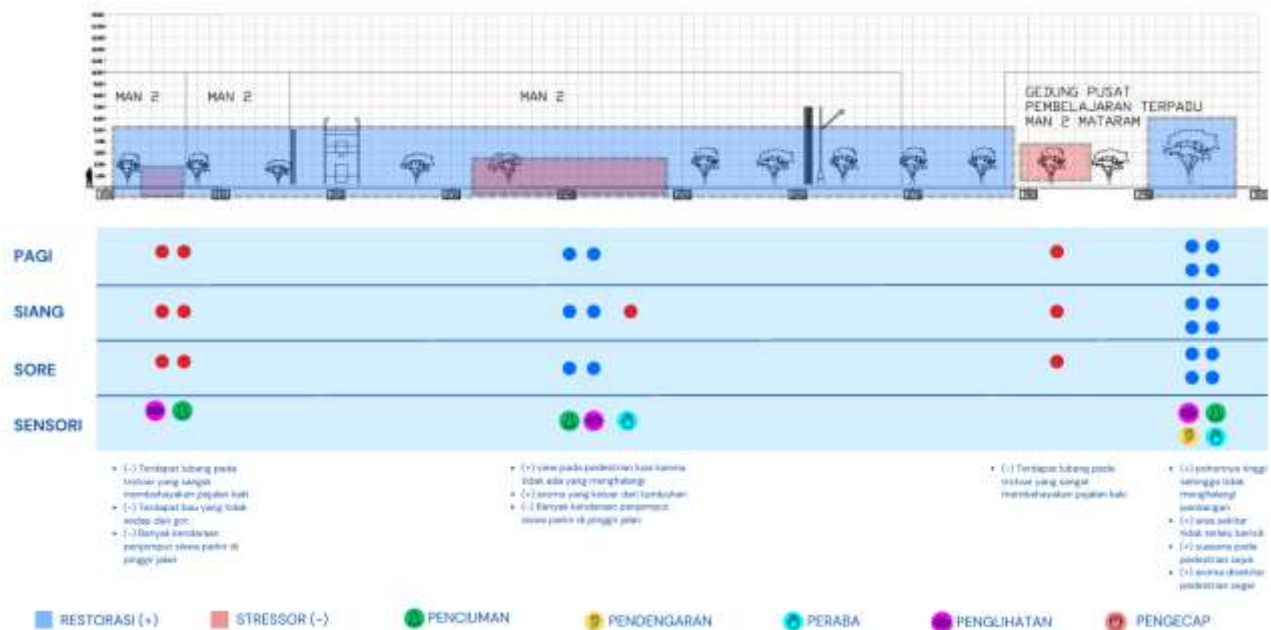 MAN 2
MAN 2
MAN 2
GEDUNG PUSAT
PEMBELAJARAN TERPADU
MAN 2 MATARAM
PAGI
SIANG
SORE
SENSORI
• (-) Terdapat lubang pada
trotoar yang sangat
membahayakan pejalan kaki
• (-) Terdapat bau yang tidak
sedap dari got
• (-) Banyak kendaraan
penjemput siswa parkir di
pinggir jalan
• (+) view pada pedestrian luas karena
tidak ada yang menghalangi
• (+) aroma yang keluar dari tumbuhan
• (-) Banyak kendaraan penjemput
siswa parkir di pinggir jalan
• (-) Terdapat lubang pada
trotoar yang sangat
membahayakan pejalan kaki
• (+) pohonnya tinggi
sehingga tidak
menghalangi
pandangan
• (+) area sekitar
tidak terlalu berisik
• (+) suasana pada
pedestrian sejuk
• (+) aroma disekitar
pedestrian segar
RESTORASI (+)
STRESSOR (-)
PENCIUMAN
PENDENGARAN
PERABA
PENGLIHATAN
PENGECAP